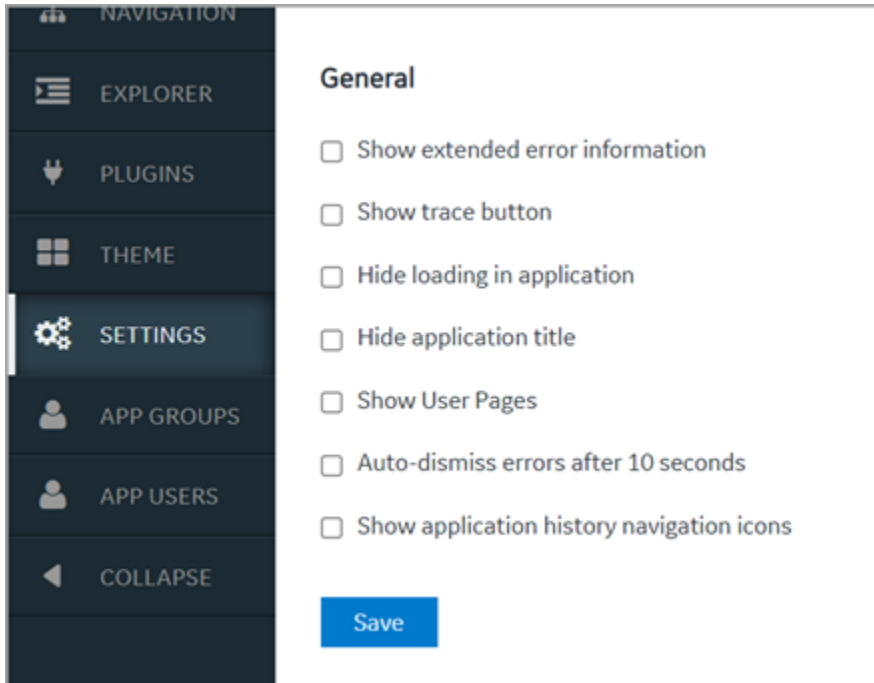 NAVIGATION
EXPLORER
PLUGINS
THEME
SETTINGS
APP GROUPS
APP USERS
COLLAPSE
General
Show extended error information
Show trace button
Hide loading in application
Hide application title
Show User Pages
Auto-dismiss errors after 10 seconds
Show application history navigation icons
Save